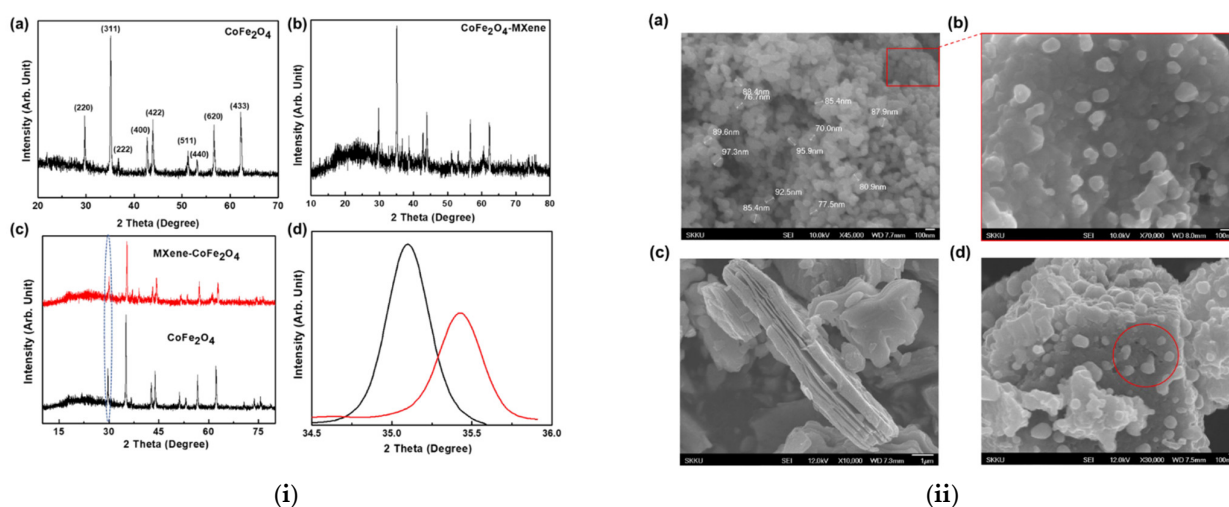 (a)
CoFe2O4
(311)
(220)
(222)
(400)
(422)
(511)
(440)
(620)
(433)
Intensity (Arb. Unit)
20 30 40 50 60 70
2 Theta (Degree)
(b)
CoFe2O4-MXene
Intensity (Arb. Unit)
10 20 30 40 50 60 70 80
2 Theta (Degree)
(c)
MXene-CoFe2O4
CoFe2O4
Intensity (Arb. Unit)
15 30 45 60 75
2 Theta (Degree)
(d)
Intensity (Arb. Unit)
34.5 35.0 35.5 36.0
2 Theta (Degree)
(i)
(a)
76.7nm
85.4nm
87.9nm
89.6nm
70.0nm
97.3nm
95.9nm
80.9nm
92.5nm
85.4nm
77.5nm
SKKU SEI 10.0kV X45,000 WD 7.7mm 100nm
(b)
SKKU SEI 10.0kV X70,000 WD 8.0mm 100n
(c)
SKKU SEI 12.0kV X10,000 WD 7.3mm 1µm
(d)
SKKU SEI 12.0kV X30,000 WD 7.5mm 100n
(ii)